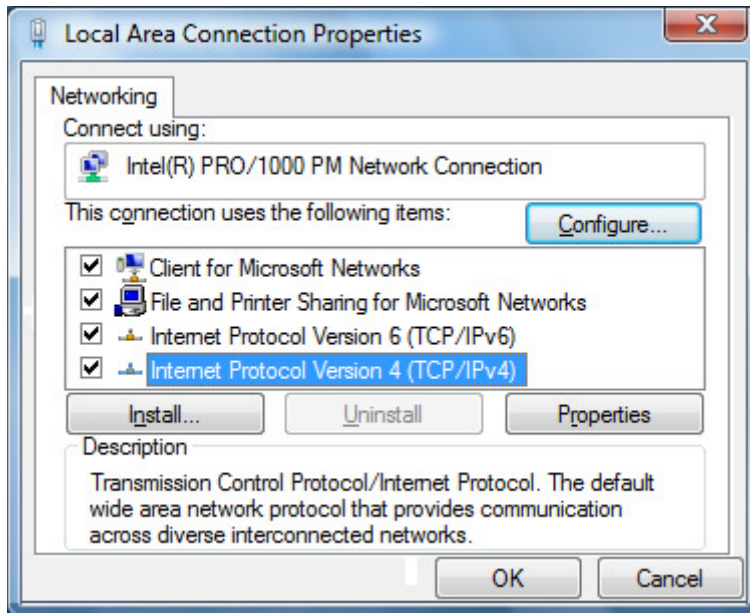 Local Area Connection Properties
Networking
Connect using:
Intel(R) PRO/1000 PM Network Connection
This connection uses the following items:
Configure...
Client for Microsoft Networks
File and Printer Sharing for Microsoft Networks
Internet Protocol Version 6 (TCP/IPv6)
Internet Protocol Version 4 (TCP/IPv4)
Install... Uninstall Properties
Description
Transmission Control Protocol/Internet Protocol. The default
wide area network protocol that provides communication
across diverse interconnected networks.
OK Cancel